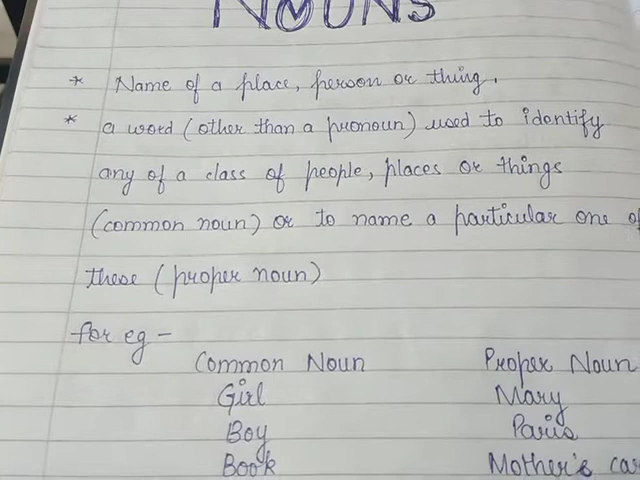 NOUNS
* Name of a place, person or thing.
* a word (other than a pronoun) used to identify
any of a class of people, places or things
(common noun) or to name a particular one of
these (proper noun)
for eg -
Common Noun Proper Noun
Girl Mary
Boy Paris
Book Mother's